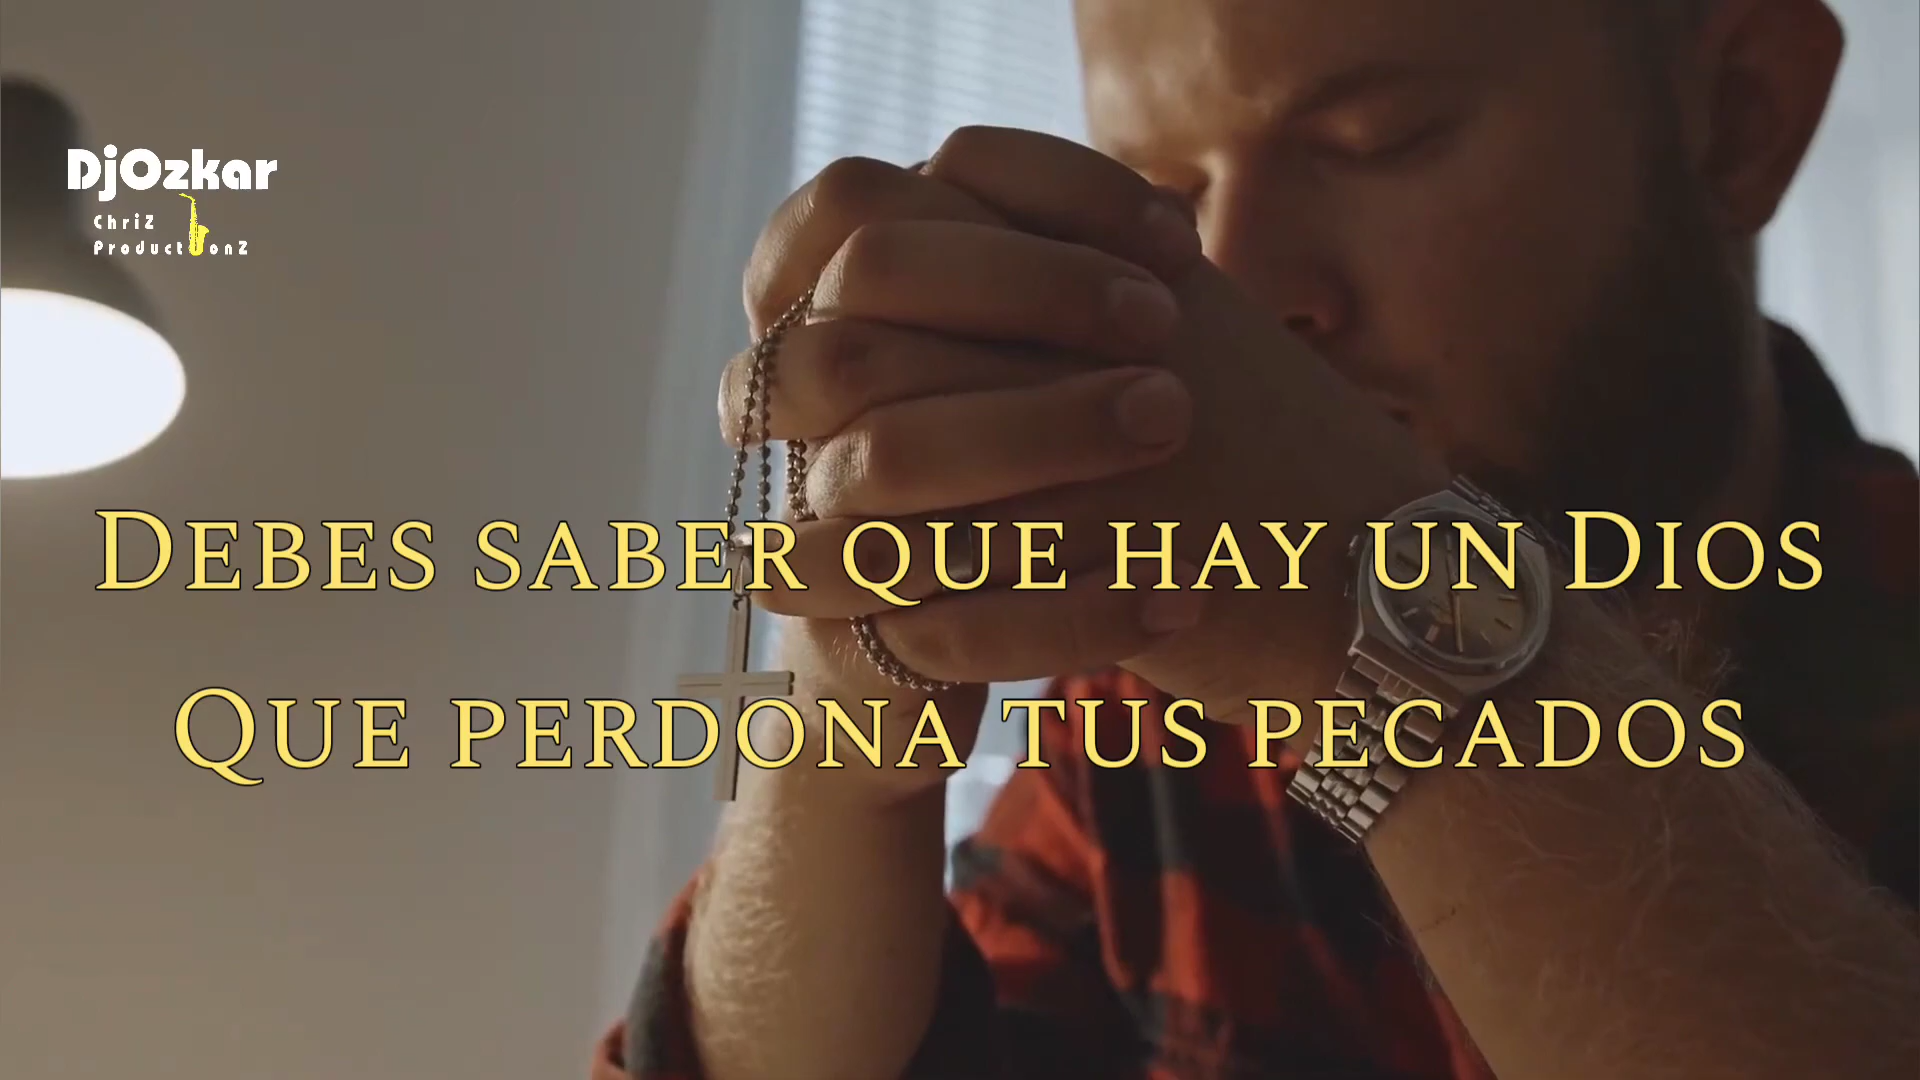 DjOzkar
ChriZ
ProductionZ
Debes saber que hay un Dios
Que perdona tus pecados